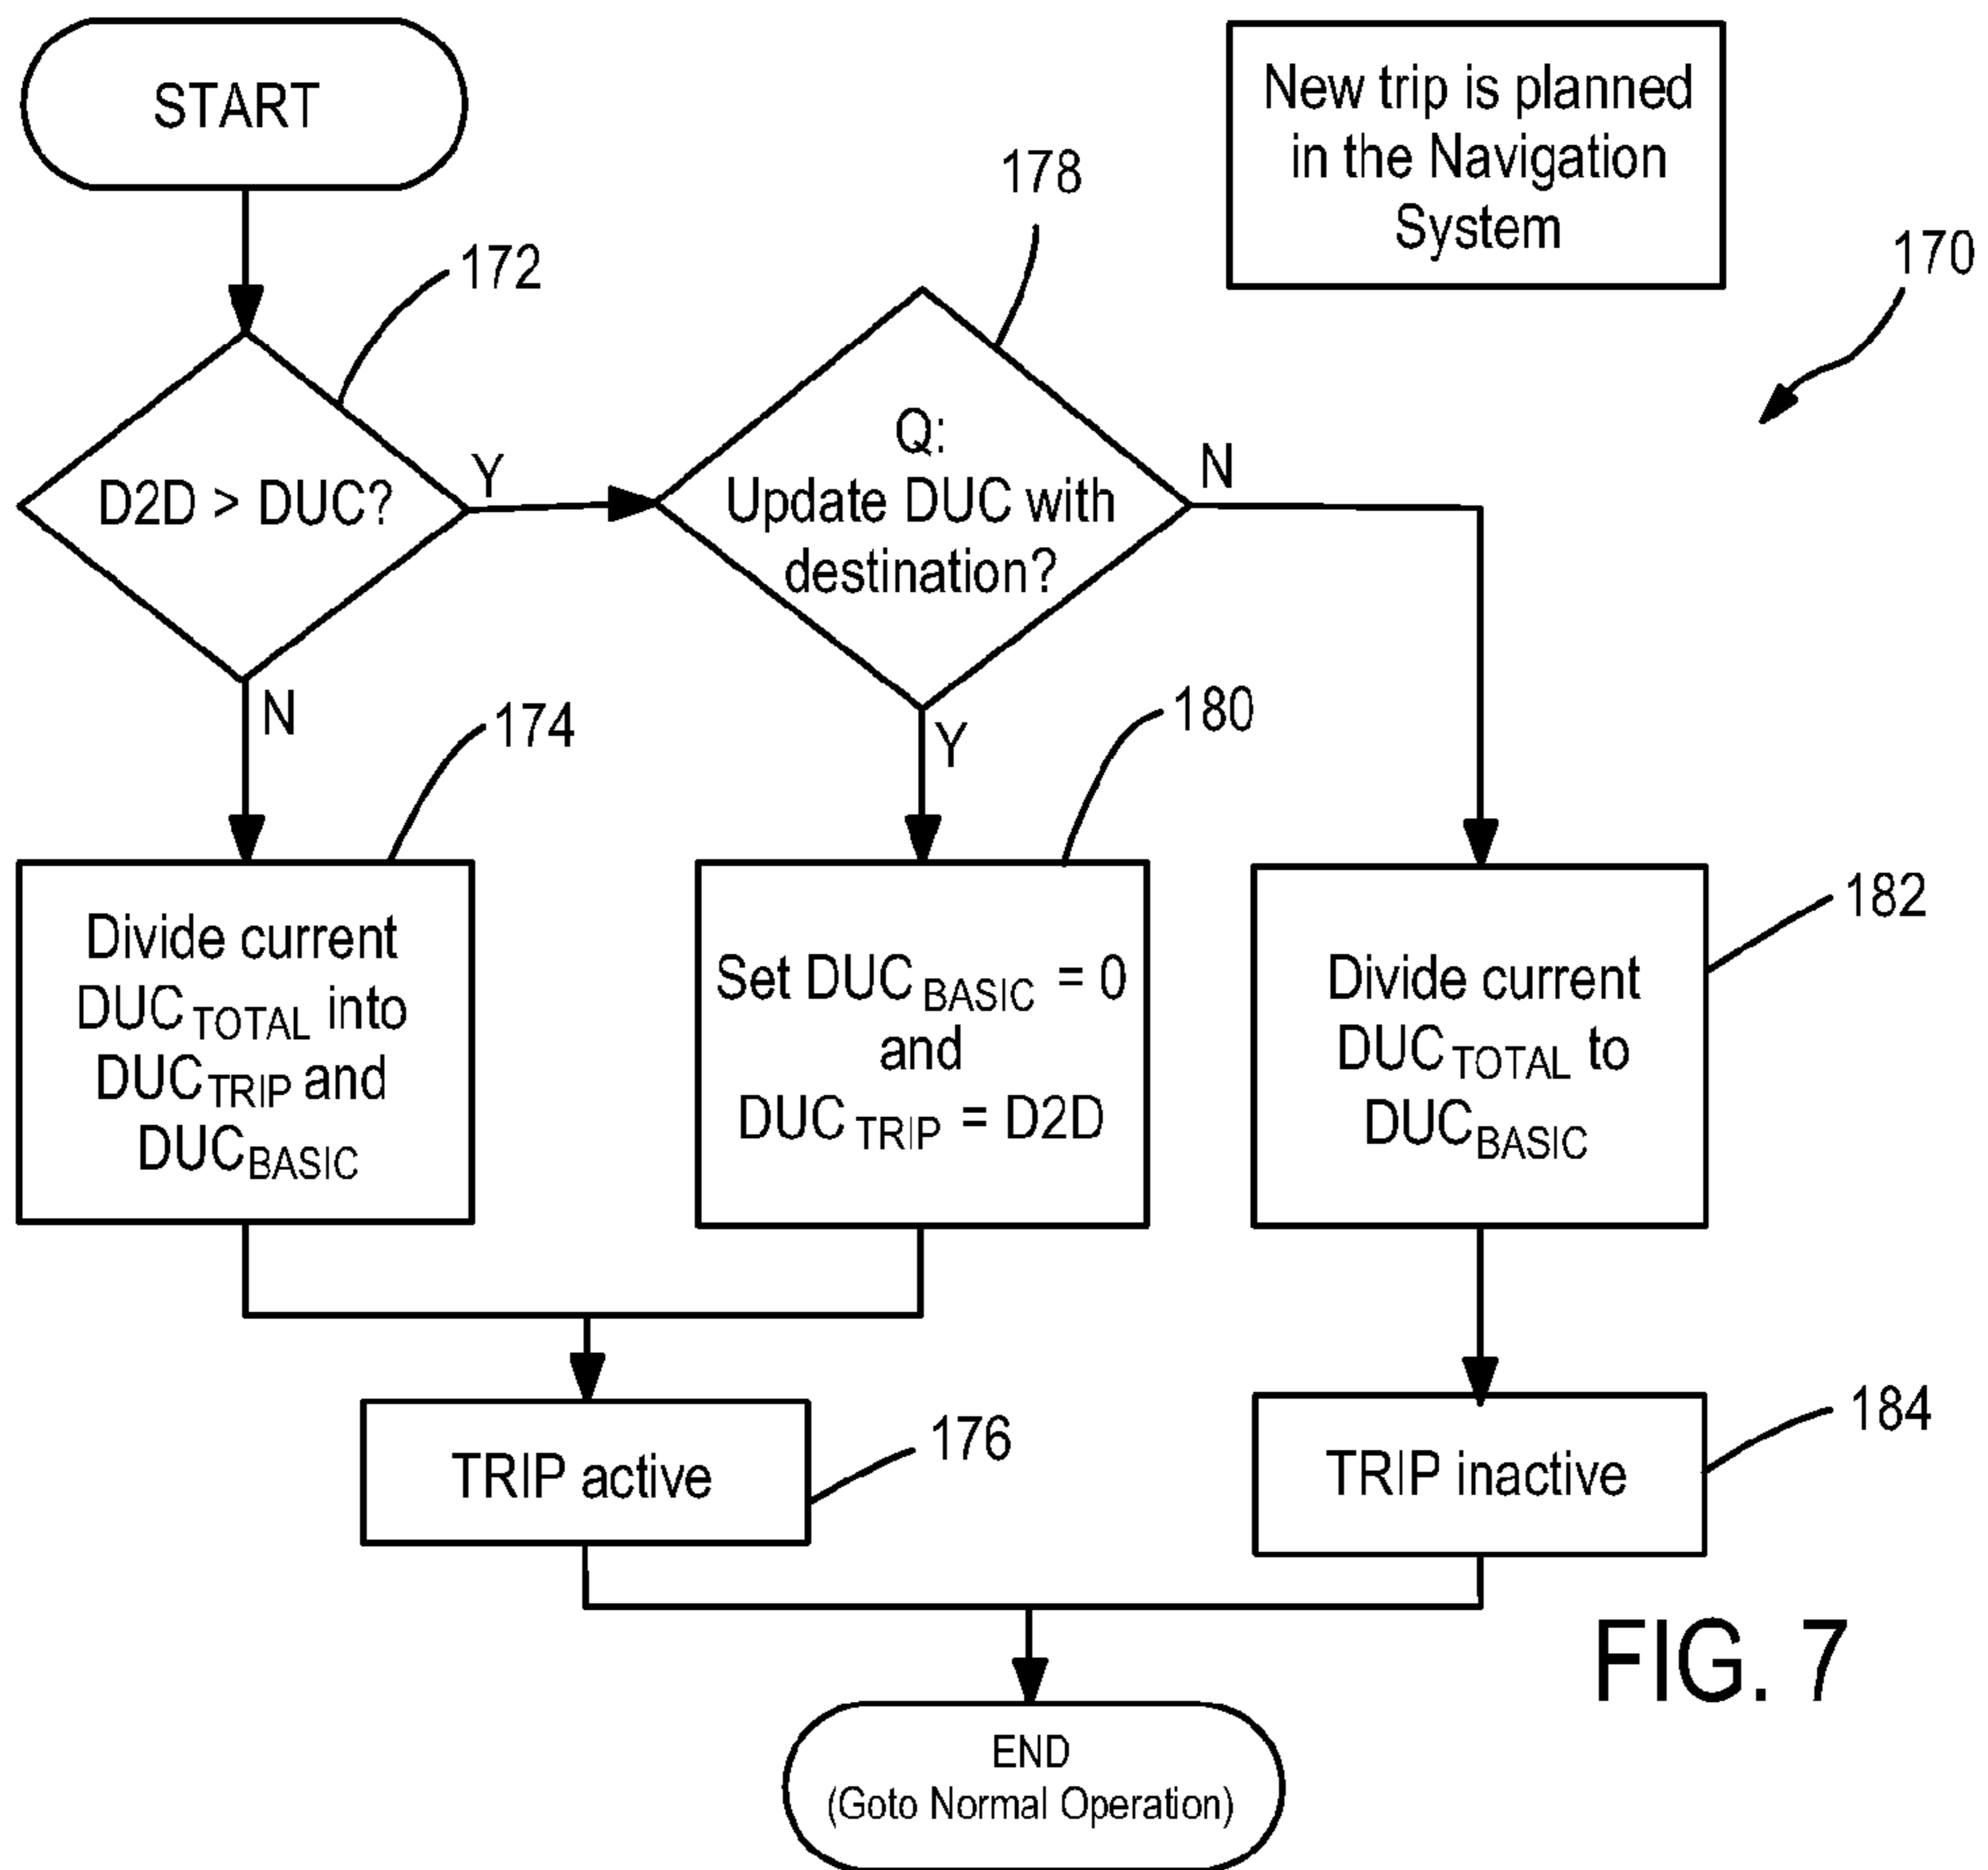 START
New trip is planned
in the Navigation
System
170
172
178
D2D > DUC?
Y
N
Q:
Update DUC with
destination?
N
Y
174
180
182
Divide current
DUC TOTAL into
DUC TRIP and
DUC BASIC
Set DUC BASIC = 0
and
DUC TRIP = D2D
Divide current
DUC TOTAL to
DUC BASIC
TRIP active
176
TRIP inactive
184
END
(Goto Normal Operation)
FIG. 7